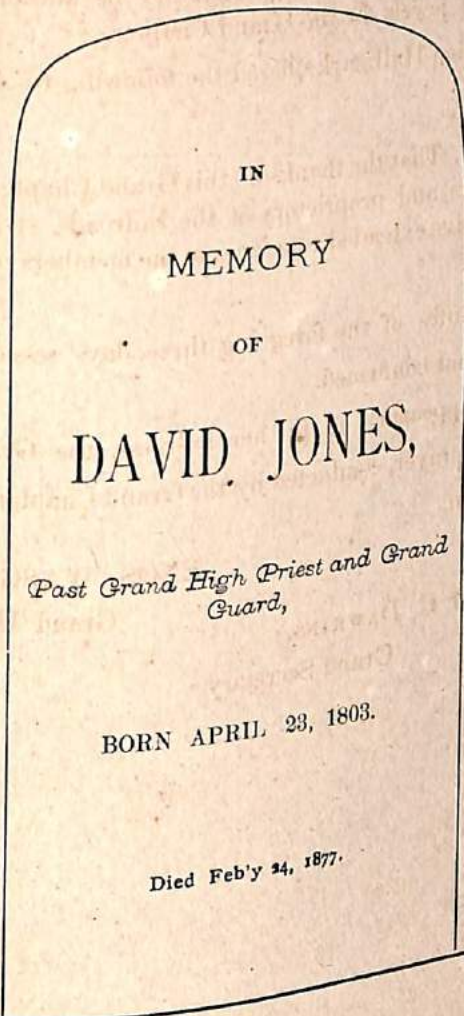 IN
MEMORY
OF
DAVID JONES,
Past Grand High Priest and Grand
Guard,
BORN APRIL 23, 1803.
Died Feb'y 24, 1877.